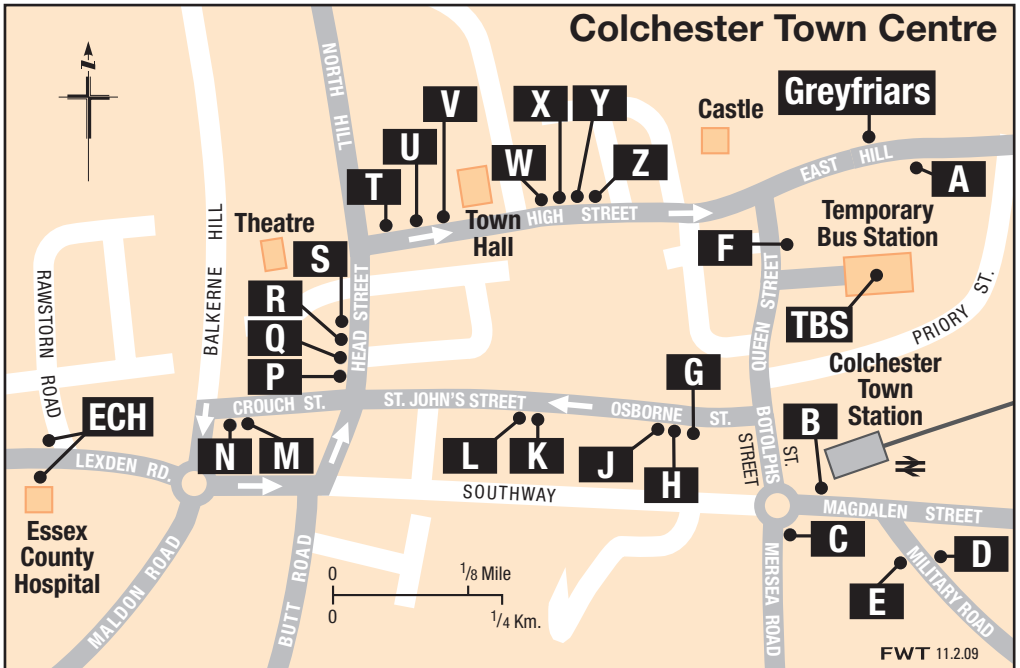 Colchester Town Centre
n
NORTH HILL
V
X
Y
Castle
Greyfriars
U
W
Z
EAST HILL
T
A
Town
Hall
HIGH STREET
Temporary
Bus Station
Theatre
BALKERNE HILL
S
F
RAWSTORN ROAD
R
HEAD STREET
QUEEN STREET
TBS
PRIORY ST.
Q
P
G
Colchester
Town
Station
CROUCH ST.
ST. JOHN'S STREET
OSBORNE ST.
ECH
N
M
L
K
J
H
BOTOLPHS
STREET
ST.
B
LEXDEN RD.
SOUTHWAY
MAGDALEN STREET
Essex
County
Hospital
MALDON ROAD
BUTT ROAD
0
1/8 Mile
0
1/4 Km.
MERSEA ROAD
C
D
E
MILITARY ROAD
FWT 11.2.09